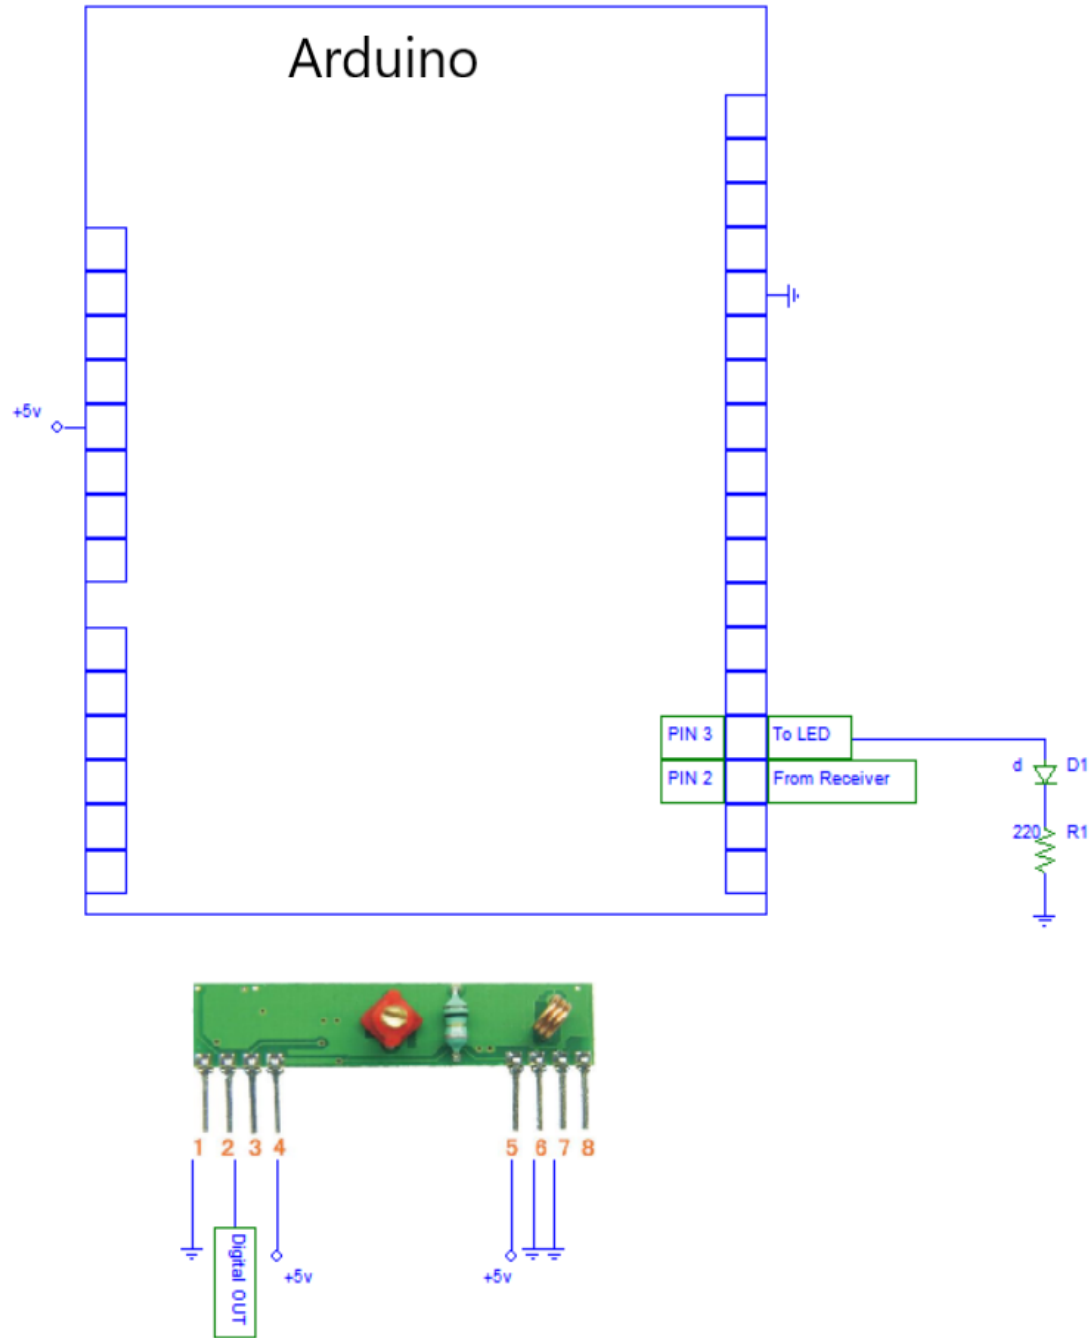 Arduino
+5v
PIN 3
To LED
PIN 2
From Receiver
d
D1
220
R1
1 2 3 4 5 6 7 8
Digital OUT
+5v
+5v